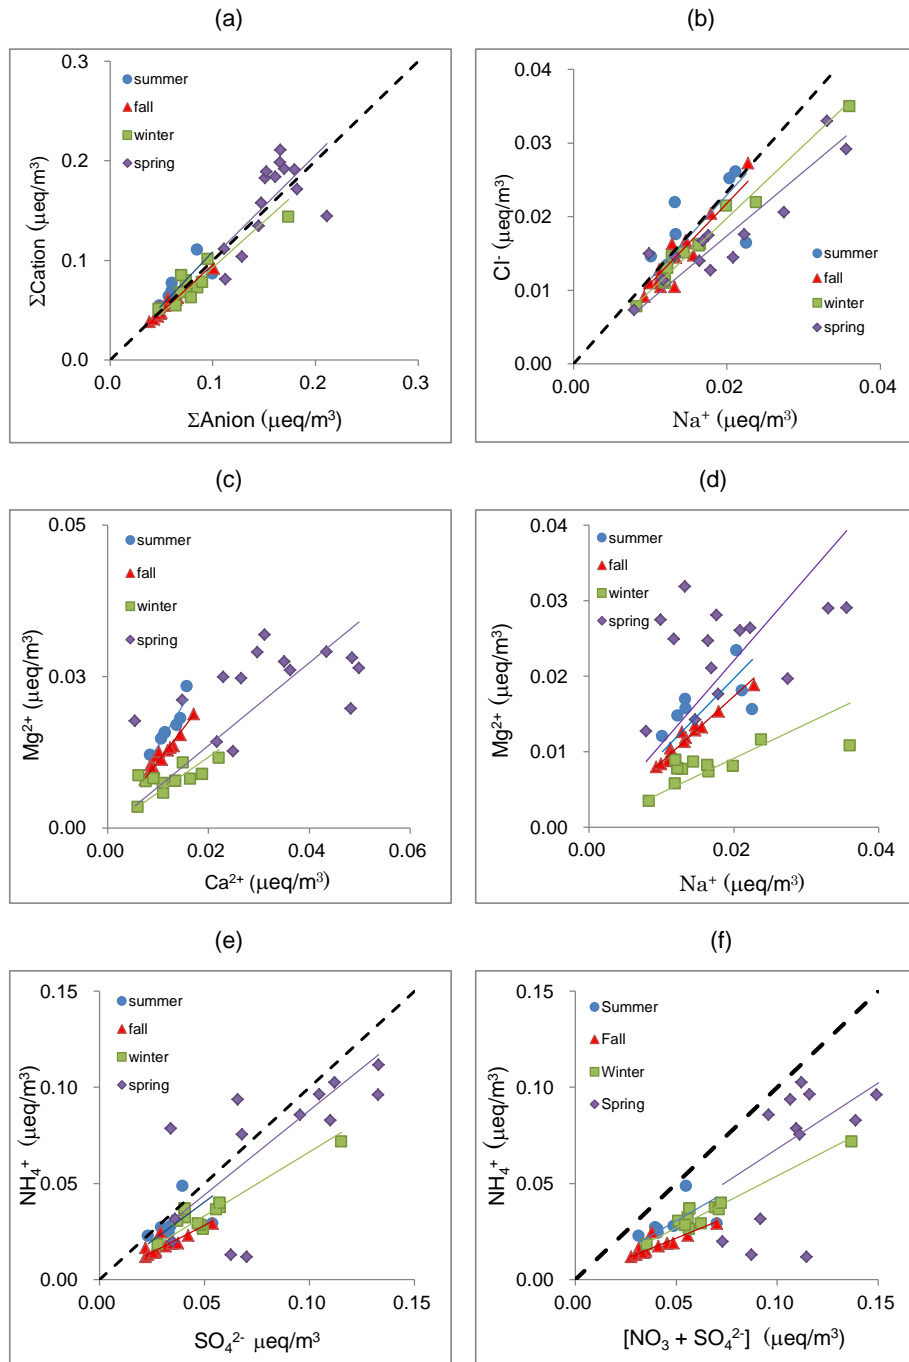 (a)
0.3
0.2
0.1
0.0
0.0
0.1
0.2
0.3
summer
fall
winter
spring
ΣCation (μeq/m³)
ΣAnion (μeq/m³)
(b)
0.04
0.03
0.02
0.01
0.00
0.00
0.02
0.04
summer
fall
winter
spring
Cl⁻ (μeq/m³)
Na⁺ (μeq/m³)
(c)
0.05
0.03
0.00
0.00
0.02
0.04
0.06
summer
fall
winter
spring
Mg²⁺ (μeq/m³)
Ca²⁺ (μeq/m³)
(d)
0.04
0.03
0.02
0.01
0.00
0.00
0.02
0.04
summer
fall
winter
spring
Mg²⁺ (μeq/m³)
Na⁺ (μeq/m³)
(e)
0.15
0.10
0.05
0.00
0.00
0.05
0.10
0.15
summer
fall
winter
spring
NH₄⁺ (μeq/m³)
SO₄²⁻ μeq/m³
(f)
0.15
0.10
0.05
0.00
0.00
0.05
0.10
0.15
Summer
Fall
Winter
Spring
NH₄⁺ (μeq/m³)
[NO₃ + SO₄²⁻] (μeq/m³)